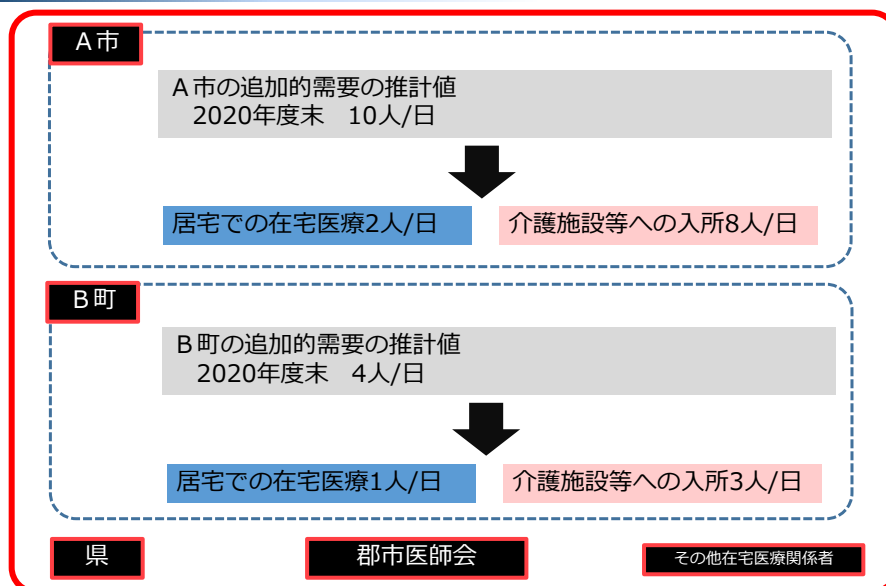 A市
A市の追加的需要の推計値
2020年度末 10人/日
居宅での在宅医療2人/日
介護施設等への入所8人/日
B町
B町の追加的需要の推計値
2020年度末 4人/日
居宅での在宅医療1人/日
介護施設等への入所3人/日
県
郡市医師会
その他在宅医療関係者